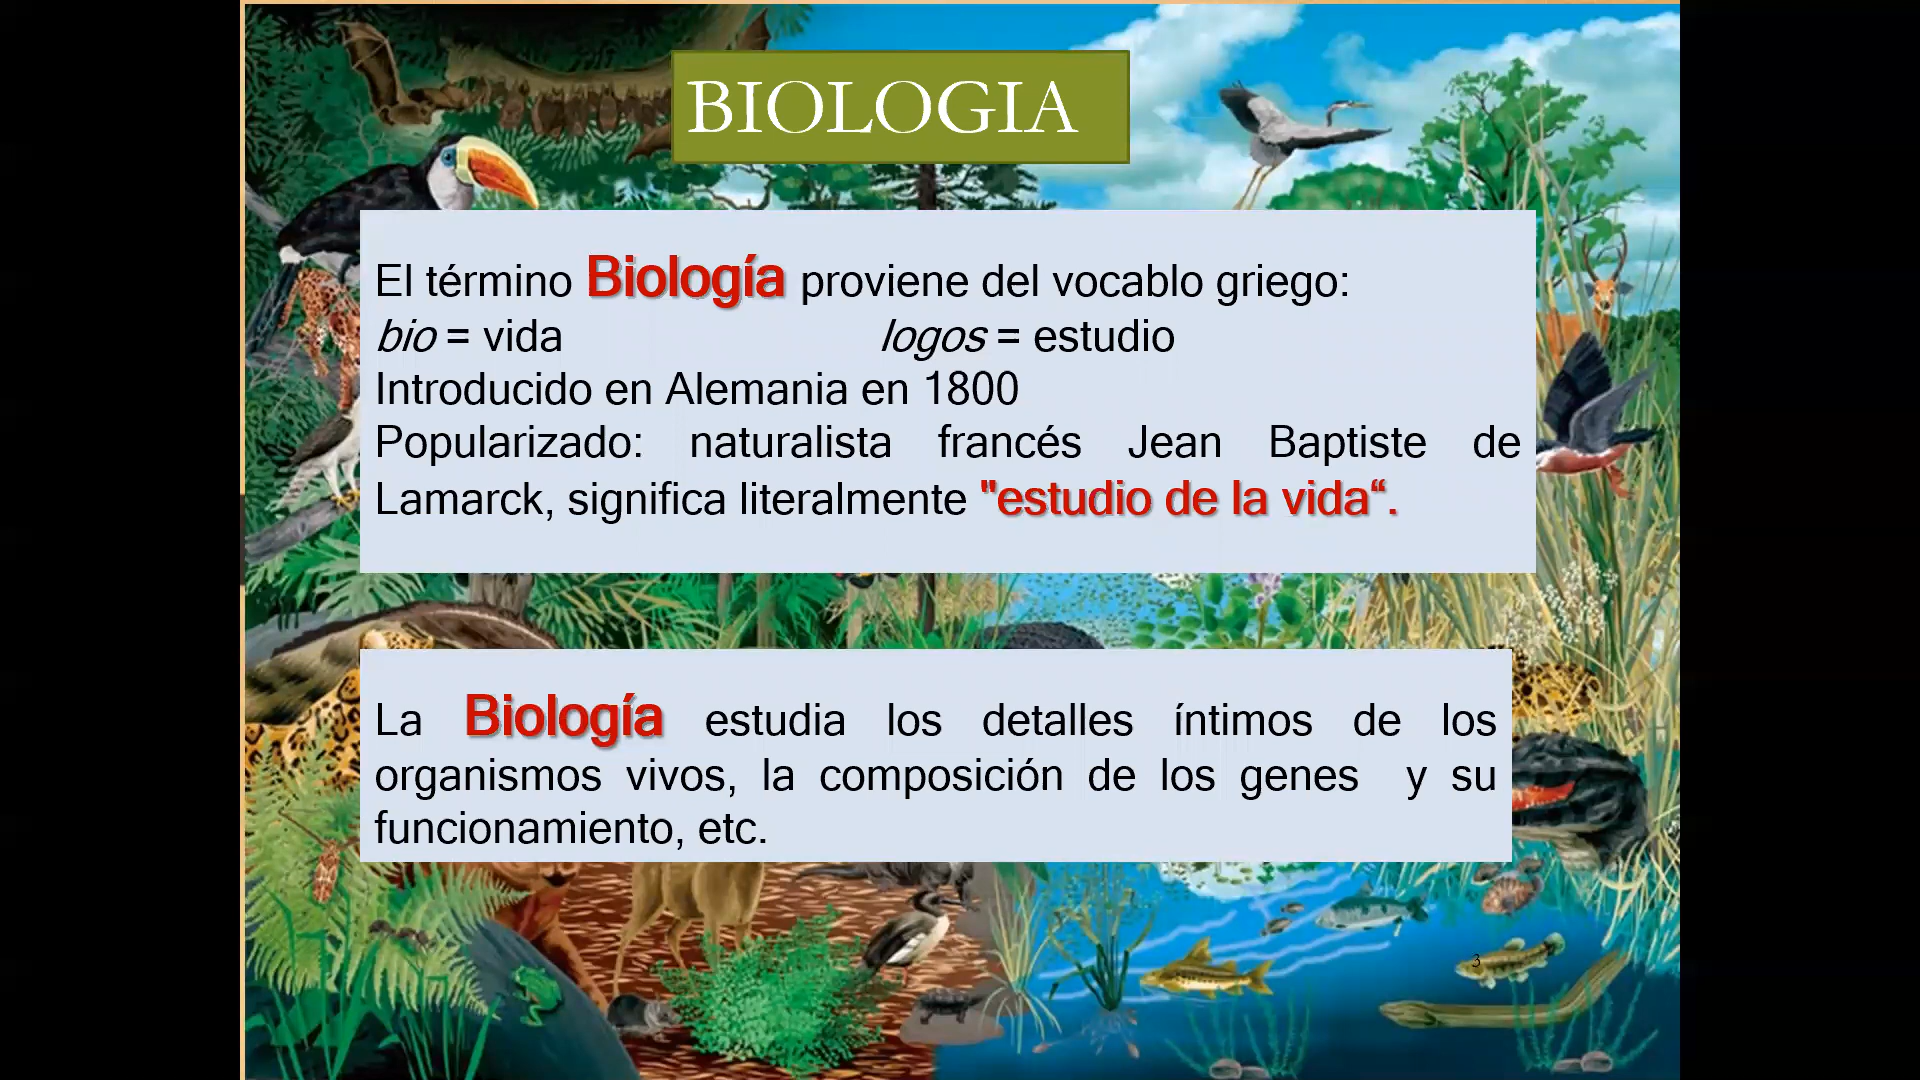 BIOLOGIA
El término Biología proviene del vocablo griego:
bio = vida logos = estudio
Introducido en Alemania en 1800
Popularizado: naturalista francés Jean Baptiste de
Lamarck, significa literalmente "estudio de la vida“.
La Biología estudia los detalles íntimos de los
organismos vivos, la composición de los genes y su
funcionamiento, etc.
3